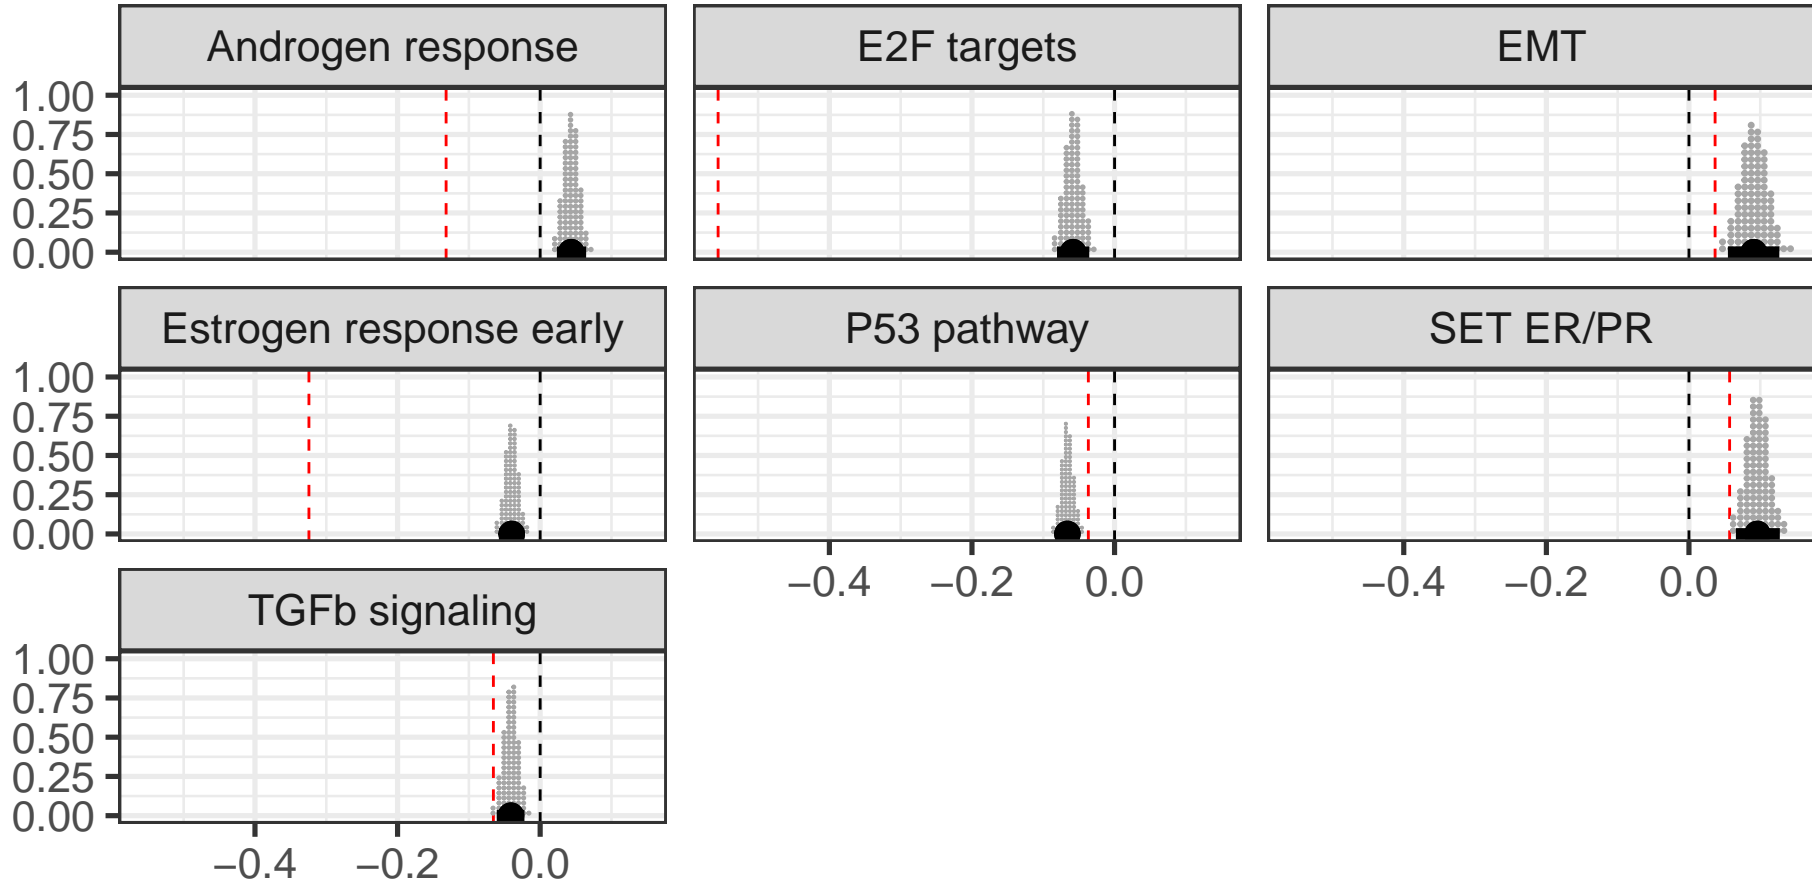 Androgen response
E2F targets
EMT
1.00
0.75
0.50
0.25
0.00
Estrogen response early
P53 pathway
SET ER/PR
1.00
0.75
0.50
0.25
0.00
−0.4 −0.2 0.0
−0.4 −0.2 0.0
TGFb signaling
1.00
0.75
0.50
0.25
0.00
−0.4 −0.2 0.0